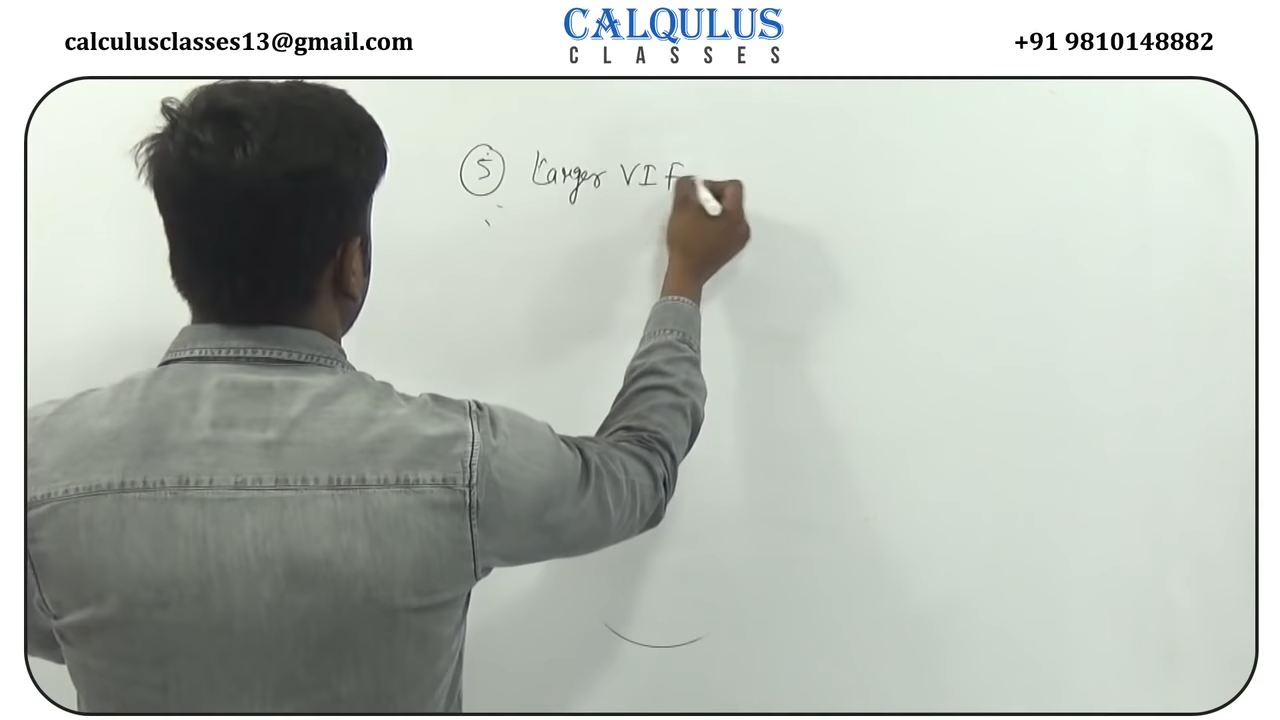 calculusclasses13@gmail.com
CALQULUS
CLASSES
+91 9810148882
5 Larger VIF